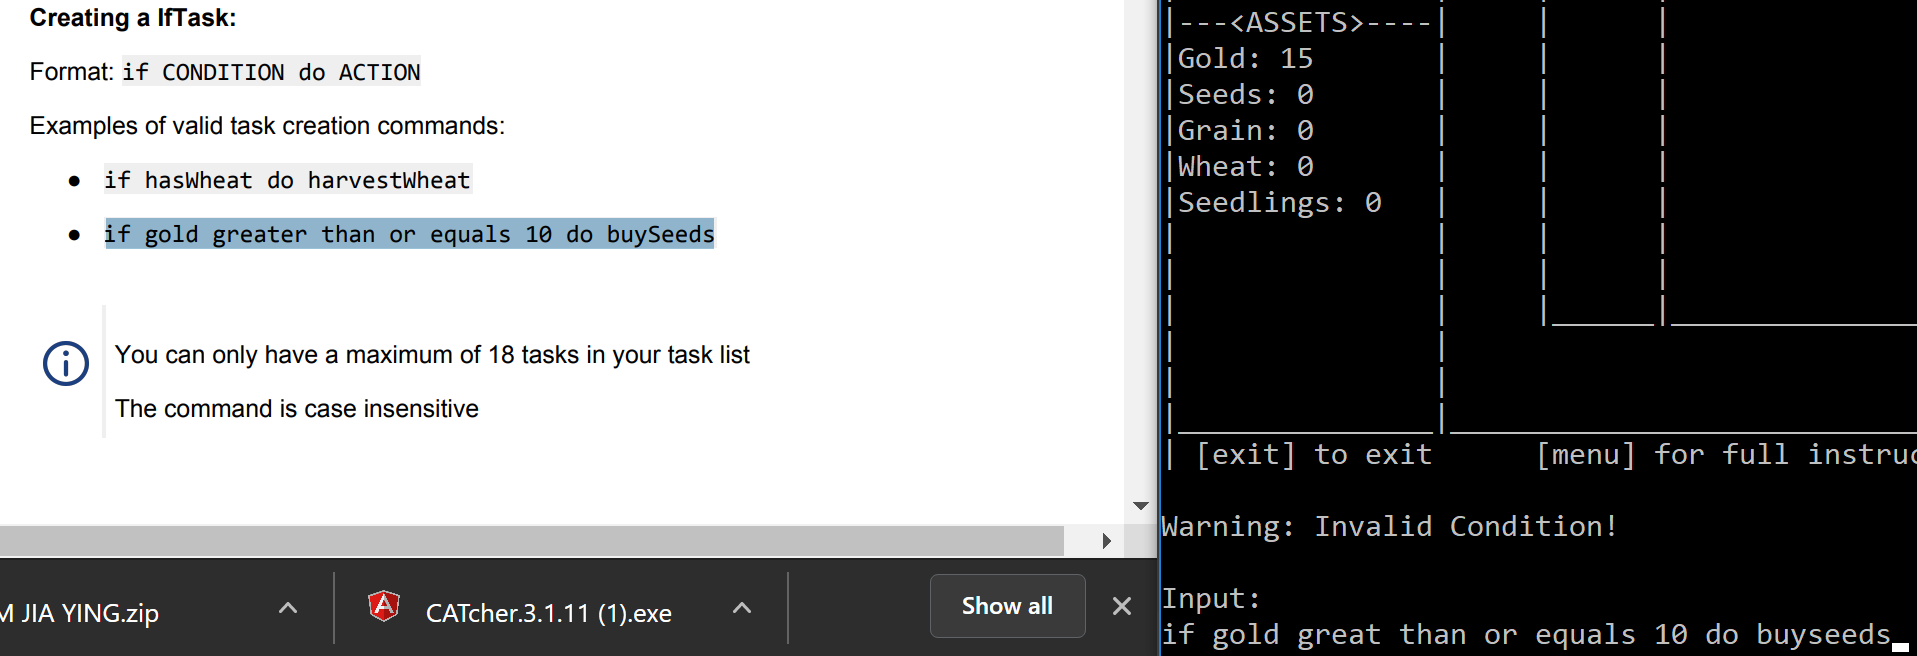 Creating a IfTask:
Format: if CONDITION do ACTION
Examples of valid task creation commands:
● if hasWheat do harvestWheat
● if gold greater than or equals 10 do buySeeds
You can only have a maximum of 18 tasks in your task list
The command is case insensitive
M JIA YING.zip
CATcher.3.1.11 (1).exe
Show all
|---<ASSETS>----|
|Gold: 15
|Seeds: 0
|Grain: 0
|Wheat: 0
|Seedlings: 0
| [exit] to exit [menu] for full instruc
Warning: Invalid Condition!
Input:
if gold great than or equals 10 do buyseeds